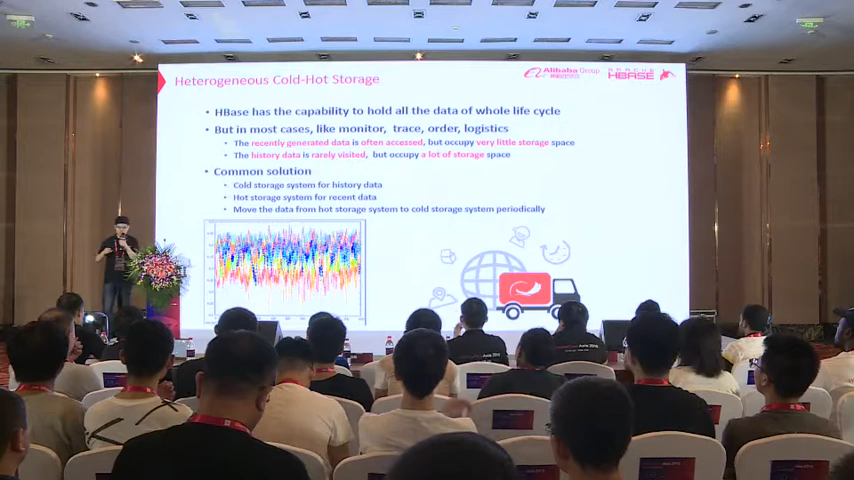 Heterogeneous Cold-Hot Storage
Alibaba Group
APACHE
HBASE
• HBase has the capability to hold all the data of whole life cycle
• But in most cases, like monitor, trace, order, logistics
• The recently generated data is often accessed, but occupy very little storage space
• The history data is rarely visited, but occupy a lot of storage space
• Common solution
• Cold storage system for history data
• Hot storage system for recent data
• Move the data from hot storage system to cold storage system periodically